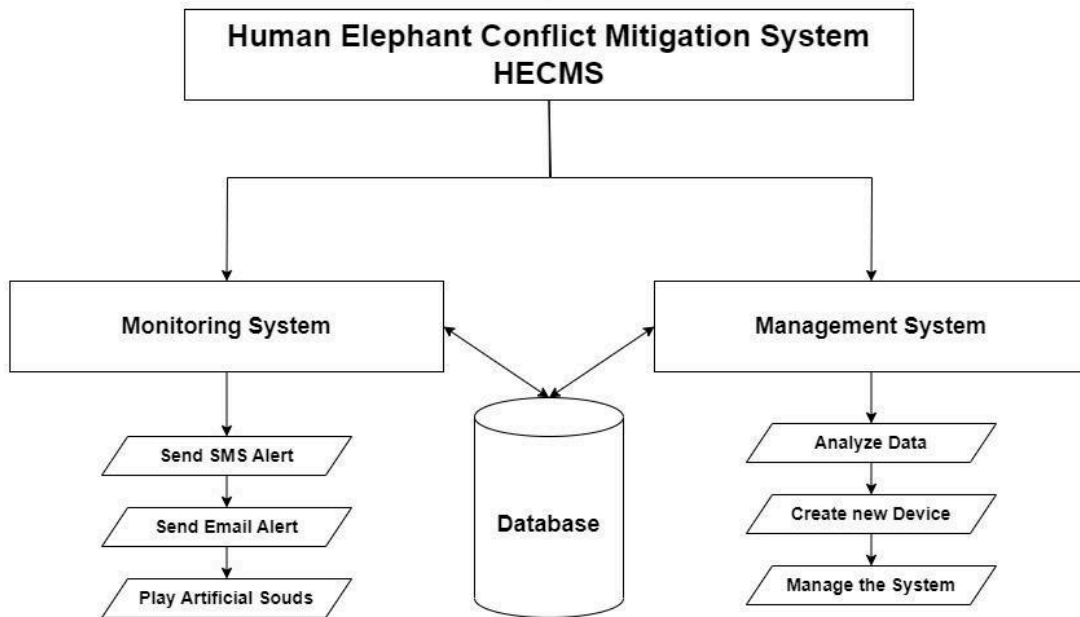 Human Elephant Conflict Mitigation System
HECMS
Monitoring System
Management System
Send SMS Alert
Send Email Alert
Play Artificial Souds
Database
Analyze Data
Create new Device
Manage the System